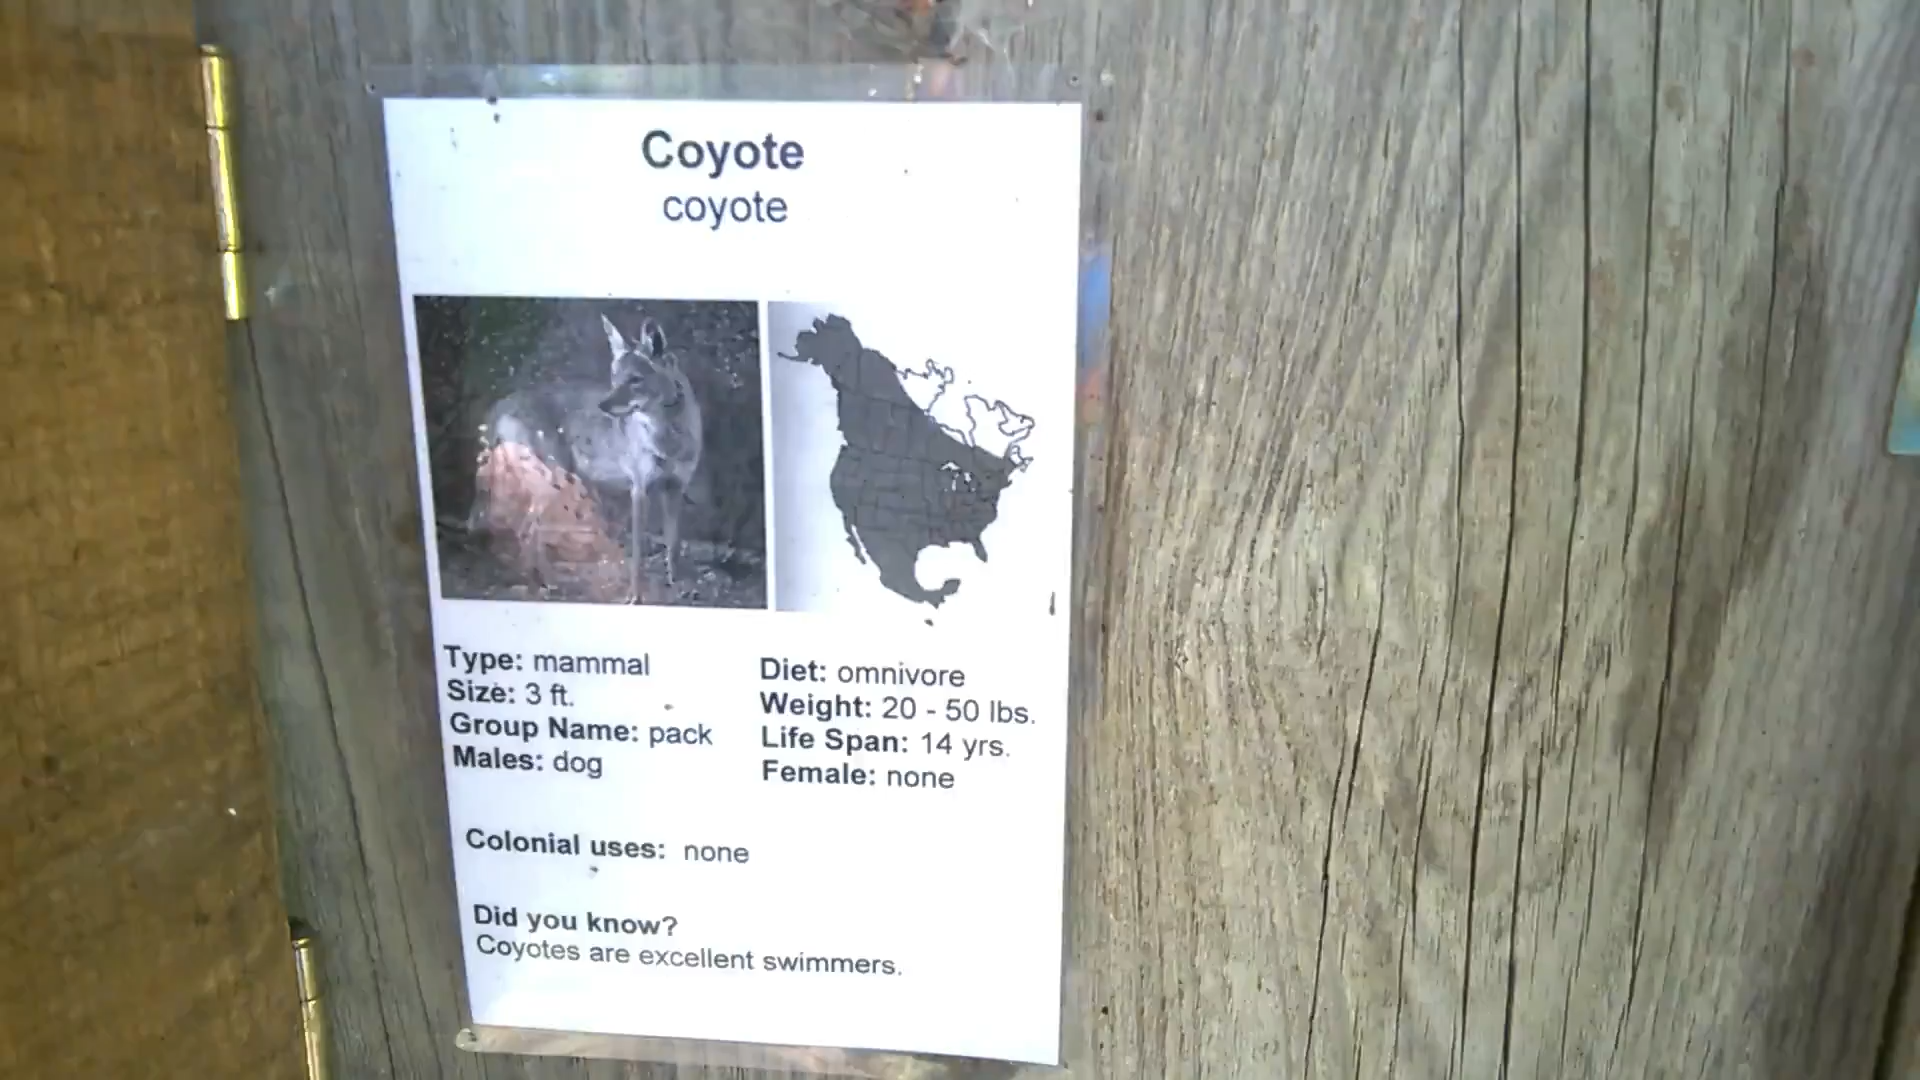 Coyote
coyote
Type: mammal
Size: 3 ft.
Group Name: pack
Males: dog
Diet: omnivore
Weight: 20 - 50 lbs.
Life Span: 14 yrs.
Female: none
Colonial uses: none
Did you know?
Coyotes are excellent swimmers.